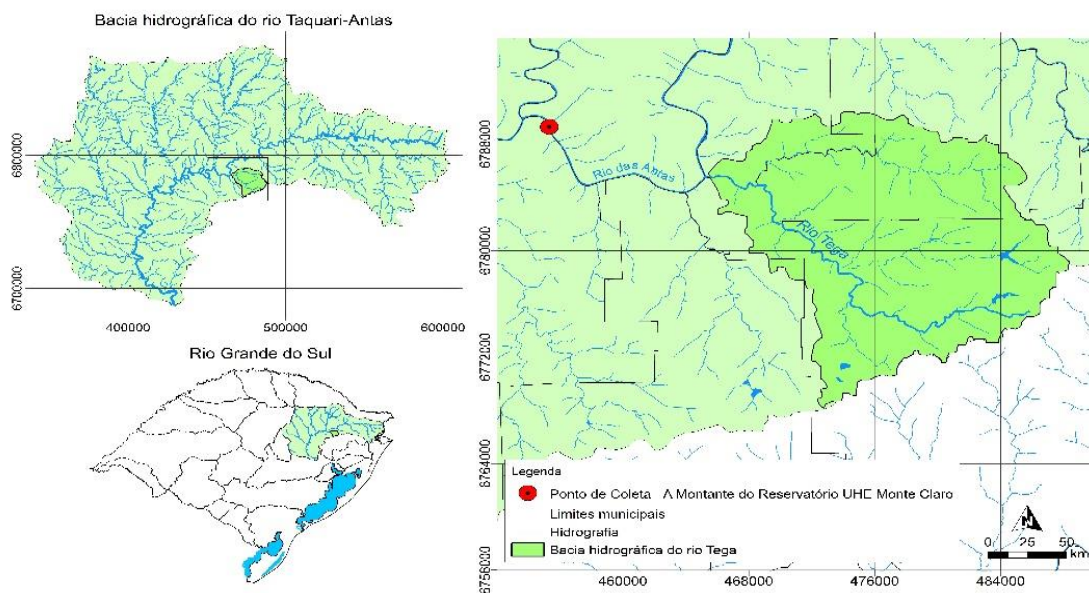 Bacia hidrográfica do rio Taquari-Antas
6800000
6700000
400000
500000
600000
Rio Grande do Sul
6788000
6780000
6772000
6764000
6756000
Rio das Antas
Rio Tega
Legenda
Ponto de Coleta A Montante do Reservatório UHE Monte Claro
Limites municipais
Hidrografia
Bacia hidrográfica do rio Tega
N
0 25 50
km
460000
468000
476000
484000